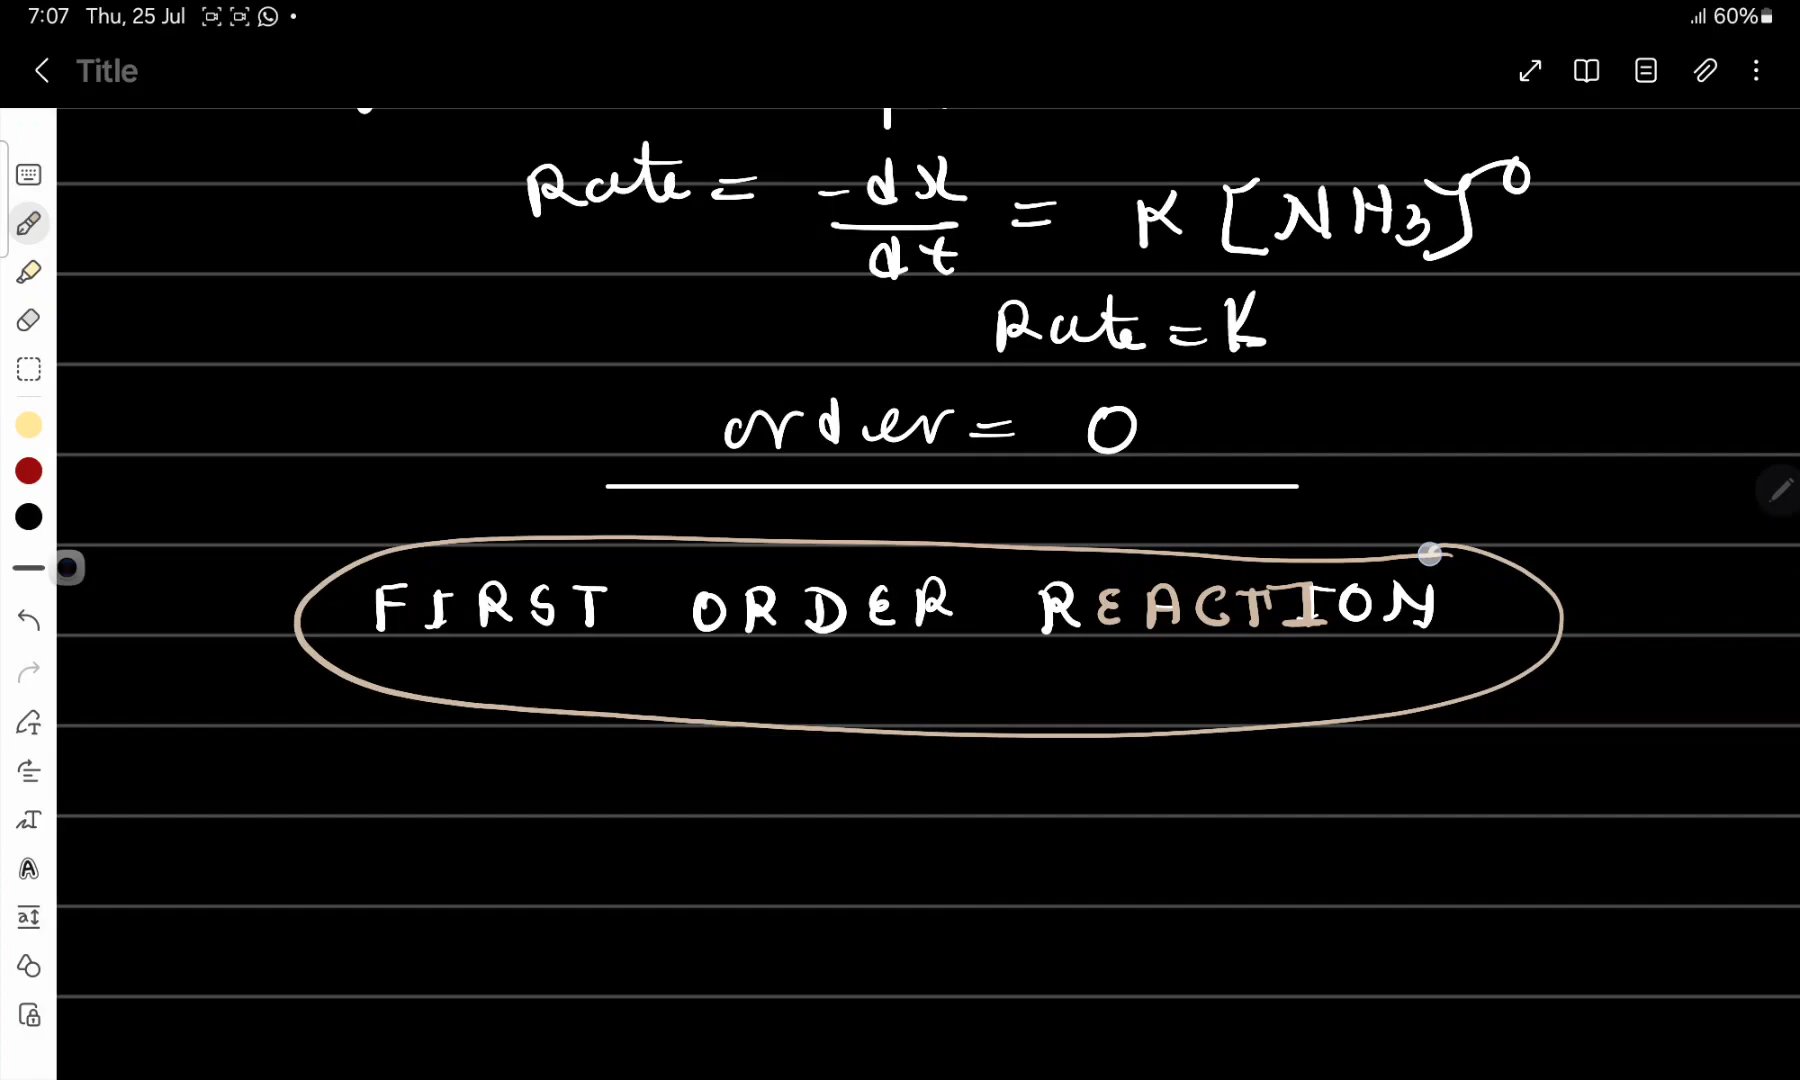 7:07 Thu, 25 Jul 60%
Title
Rate = -dx/dt = K [NH3]^0
Rate = K
order = 0
FIRST ORDER REACTION